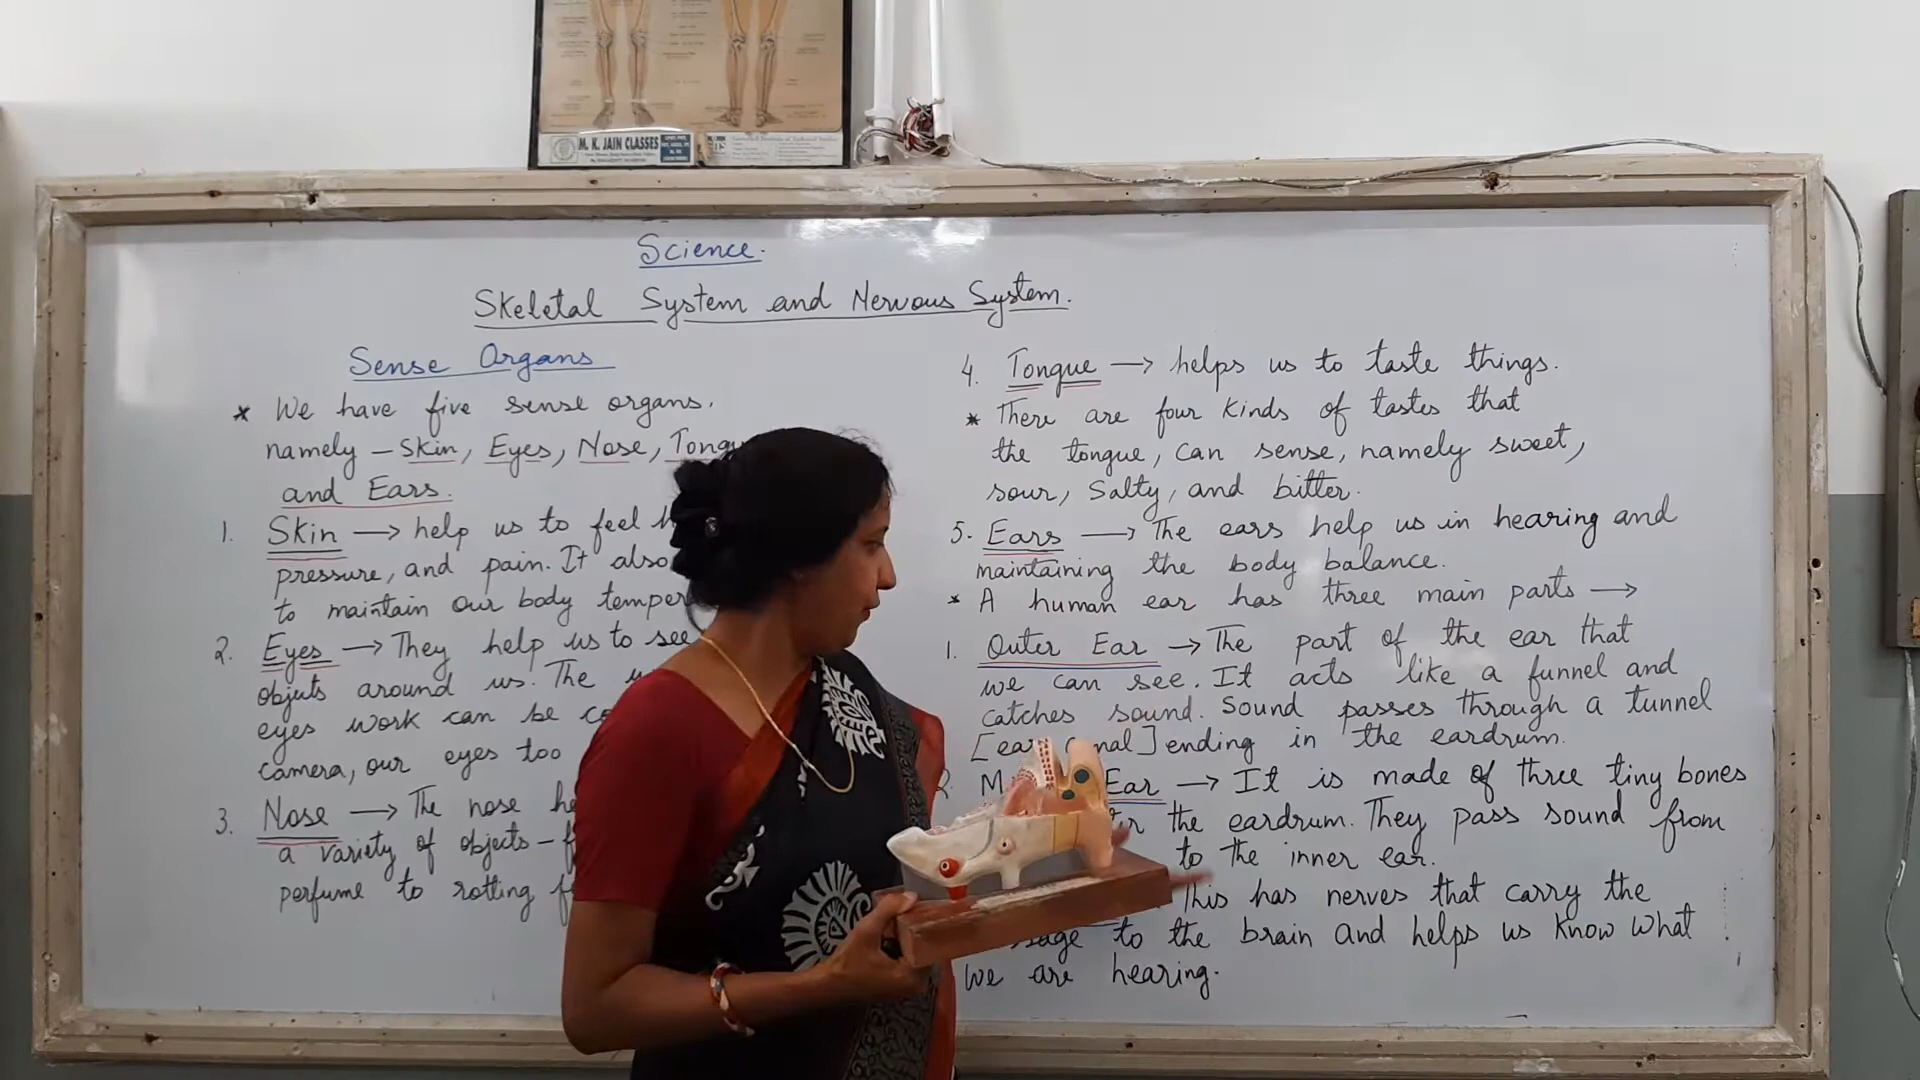 M. K. JAIN CLASSES
Science.
Skeletal System and Nervous System.
Sense Organs
* We have five sense organs.
namely – Skin, Eyes, Nose,
and Ears.
1. Skin → help us to feel
pressure, and pain. It also
to maintain our body
2. Eyes → They help us to see
objuts around us. The
eyes work can be
camera, our eyes too
3. Nose → The nose
a variety of objects –
perfume to rotting
4. Tongue → helps us to taste things.
* There are four kinds of tastes that
the tongue, can sense, namely sweet,
sour, salty, and bitter.
5. Ears → The ears help us in hearing and
maintaining the body balance.
* A human ear has three main parts →
1. Outer Ear → The part of the ear that
we can see. It acts like a funnel and
catches sound. Sound passes through a tunnel
[ear canal] ending in the eardrum.
2. Ear → It is made of three tiny bones
the eardrum. They pass sound from
to the inner ear.
This has nerves that carry the
to the brain and helps us know what
we are hearing.